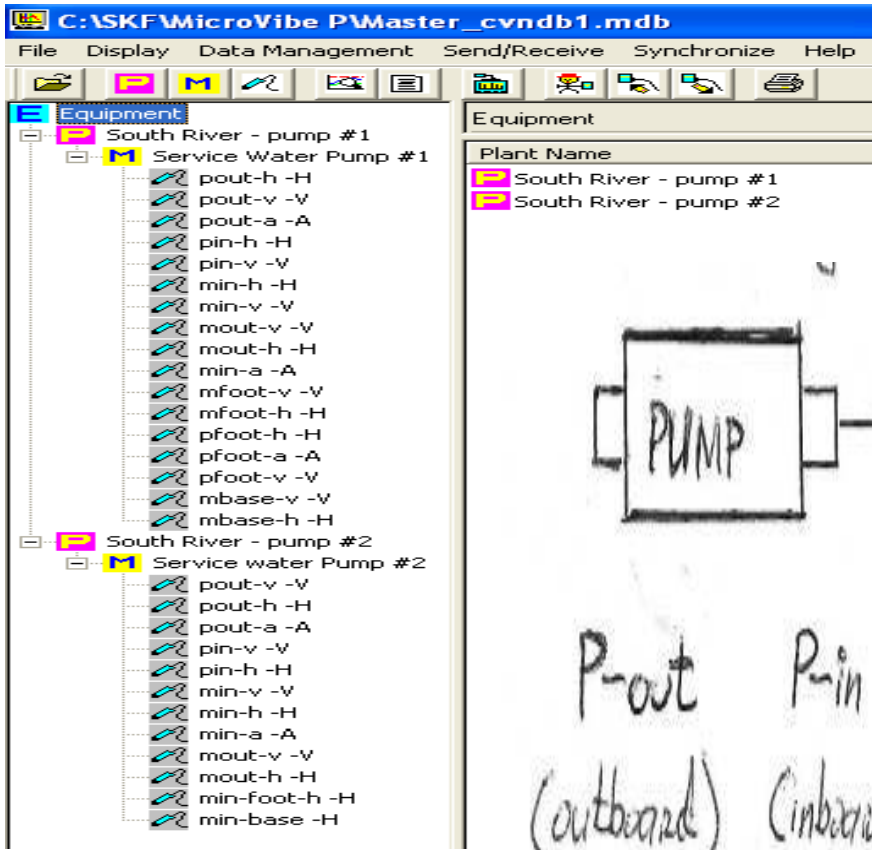 C:\SKF\MicroVibe P\Master_cvndb1.mdb
File Display Data Management Send/Receive Synchronize Help
P M
E Equipment
P South River - pump #1
M Service Water Pump #1
pout-h -H
pout-v -V
pout-a -A
pin-h -H
pin-v -V
min-h -H
min-v -V
mout-v -V
mout-h -H
min-a -A
mfoot-v -V
mfoot-h -H
pfoot-h -H
pfoot-a -A
pfoot-v -V
mbase-v -V
mbase-h -H
P South River - pump #2
M Service water Pump #2
pout-v -V
pout-h -H
pout-a -A
pin-v -V
pin-h -H
min-v -V
min-h -H
min-a -A
mout-v -V
mout-h -H
min-foot-h -H
min-base -H
Equipment
Plant Name
P South River - pump #1
P South River - pump #2
PUMP
P-out P-in
(outboard) (inboar